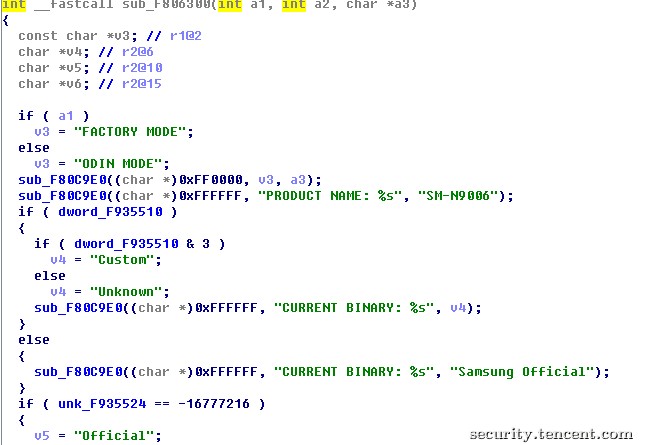 int __fastcall sub_F806300(int a1, int a2, char *a3)
{
  const char *v3; // r1@2
  char *v4; // r2@6
  char *v5; // r2@10
  char *v6; // r2@15

  if ( a1 )
    v3 = "FACTORY MODE";
  else
    v3 = "ODIN MODE";
  sub_F80C9E0((char *)0xFF0000, v3, a3);
  sub_F80C9E0((char *)0xFFFFFF, "PRODUCT NAME: %s", "SM-N9006");
  if ( dword_F935510 )
  {
    if ( dword_F935510 & 3 )
      v4 = "Custom";
    else
      v4 = "Unknown";
    sub_F80C9E0((char *)0xFFFFFF, "CURRENT BINARY: %s", v4);
  }
  else
  {
    sub_F80C9E0((char *)0xFFFFFF, "CURRENT BINARY: %s", "Samsung Official");
  }
  if ( unk_F935524 == -16777216 )
  {
    v5 = "Official";
security.tencent.com